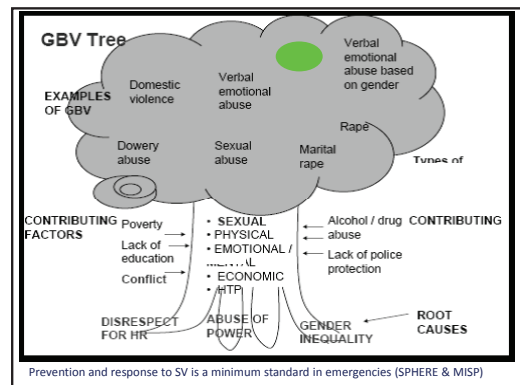 GBV Tree
EXAMPLES
OF GBV
Domestic
violence
Verbal
emotional
abuse
Verbal
emotional
abuse based
on gender
Dowery
abuse
Sexual
abuse
Marital
rape
Rape
Types of
CONTRIBUTING
FACTORS
Poverty
Lack of
education
Conflict
• SEXUAL
• PHYSICAL
• EMOTIONAL /
MENTAL
• ECONOMIC
• HTP
Alcohol / drug
abuse
Lack of police
protection
CONTRIBUTING
DISRESPECT
FOR HR
ABUSE OF
POWER
GENDER
INEQUALITY
ROOT
CAUSES
Prevention and response to SV is a minimum standard in emergencies (SPHERE & MISP)